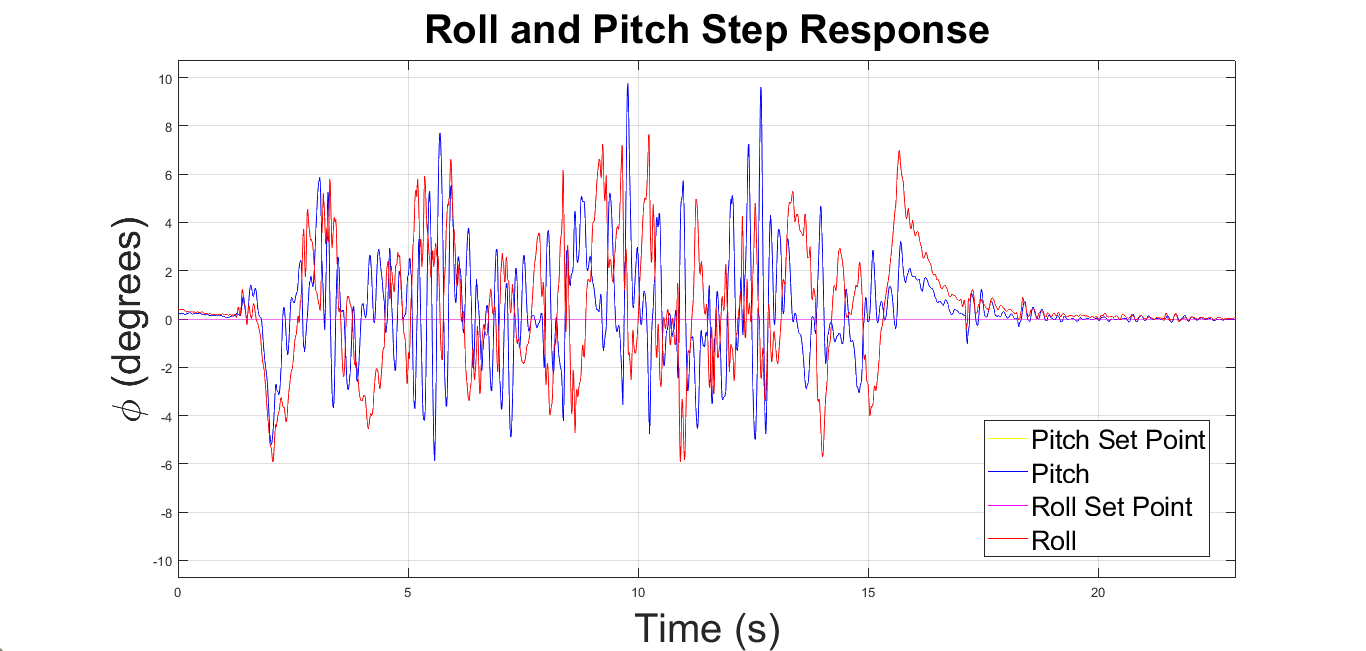 Roll and Pitch Step Response
10
8
6
4
2
0
-2
-4
-6
-8
-10
ϕ (degrees)
Pitch Set Point
Pitch
Roll Set Point
Roll
0 5 10 15 20
Time (s)